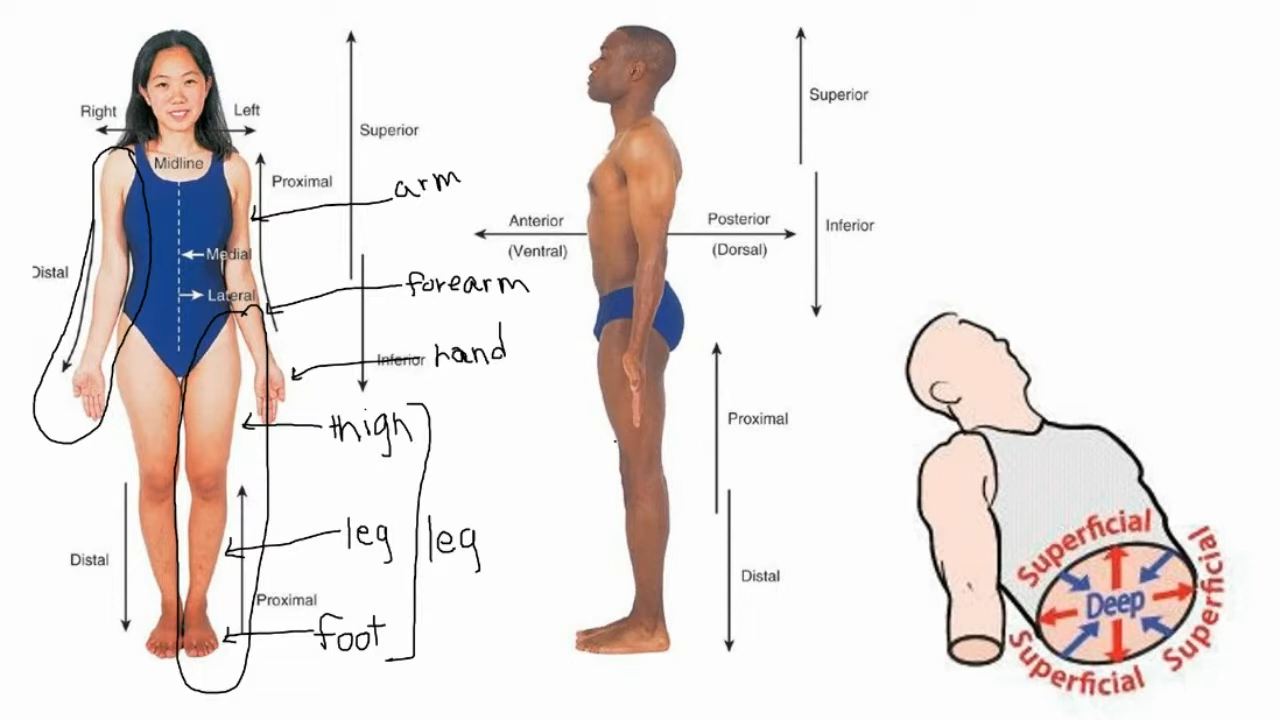 Right
Left
Midline
Superior
Proximal
arm
Medial
Distal
Lateral
forearm
Inferior
hand
thigh
leg
leg
Distal
Proximal
foot
Superior
Anterior
(Ventral)
Posterior
(Dorsal)
Inferior
Proximal
Distal
Superficial
Superficial
Deep
Superficial